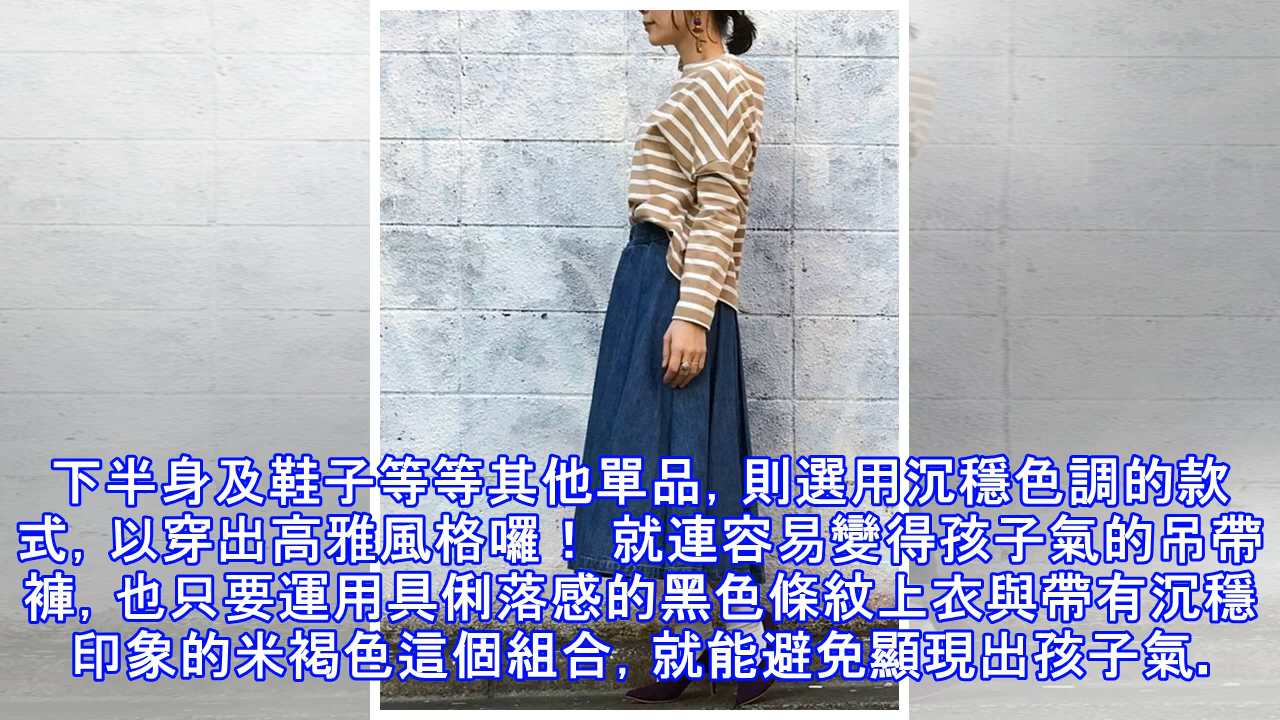 下半身及鞋子等等其他單品, 則選用沉穩色調的款
式, 以穿出高雅風格囉！ 就連容易變得孩子氣的吊帶
褲, 也只要運用具俐落感的黑色條紋上衣與帶有沉穩
印象的米褐色這個組合, 就能避免顯現出孩子氣.